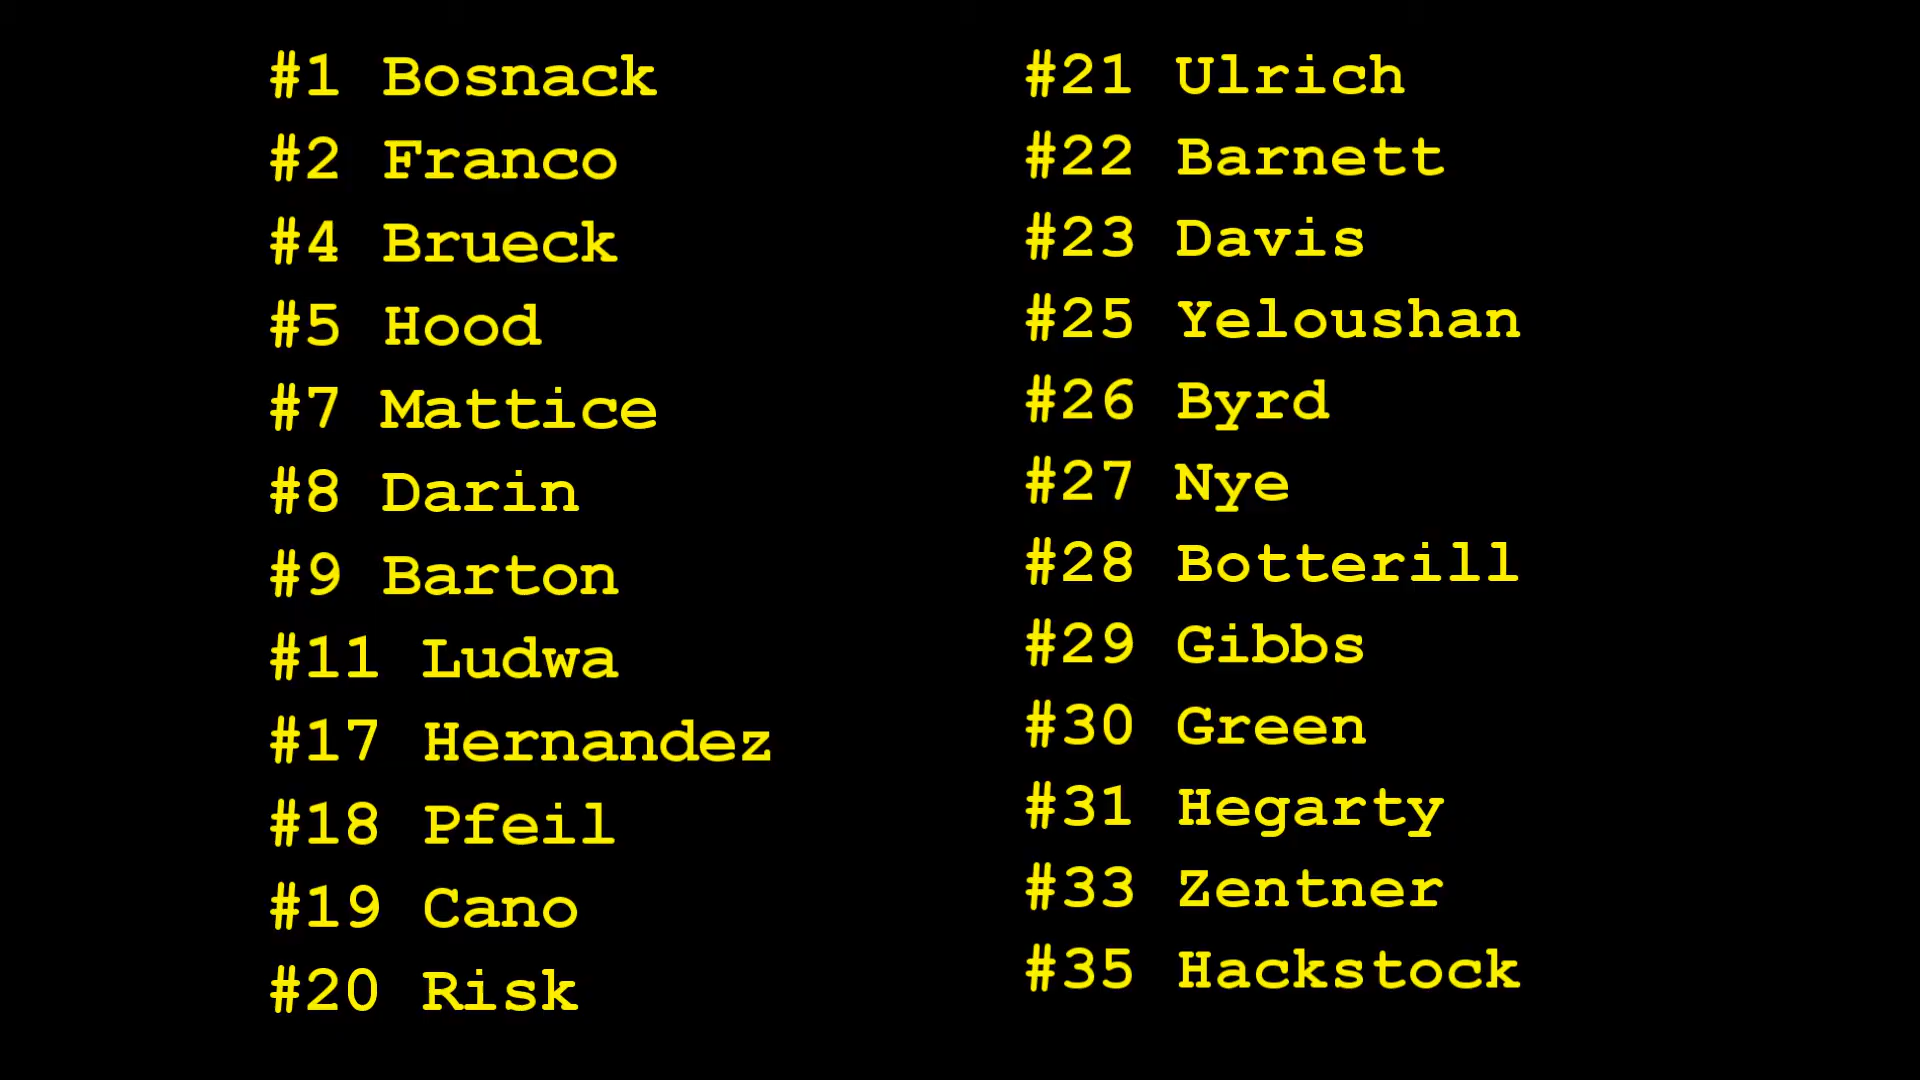 #1 Bosnack
#2 Franco
#4 Brueck
#5 Hood
#7 Mattice
#8 Darin
#9 Barton
#11 Ludwa
#17 Hernandez
#18 Pfeil
#19 Cano
#20 Risk
#21 Ulrich
#22 Barnett
#23 Davis
#25 Yeloushan
#26 Byrd
#27 Nye
#28 Botterill
#29 Gibbs
#30 Green
#31 Hegarty
#33 Zentner
#35 Hackstock